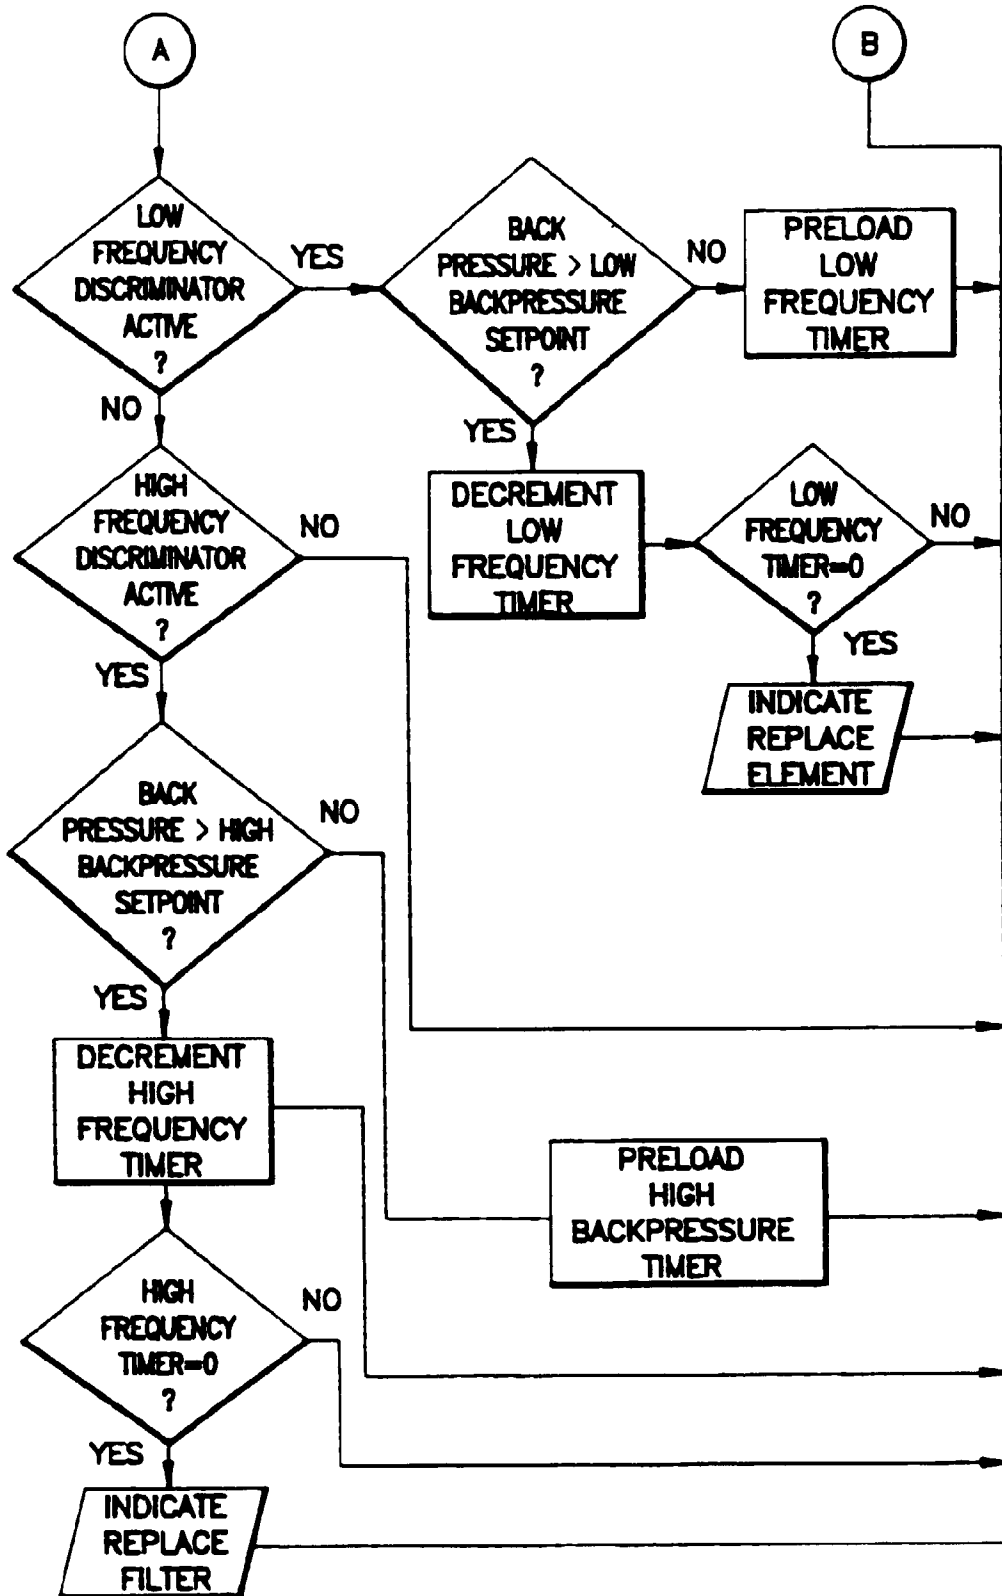 A
B
LOW
FREQUENCY
DISCRIMINATOR
ACTIVE
?
YES
NO
BACK
PRESSURE > LOW
BACKPRESSURE
SETPOINT
?
NO
YES
PRELOAD
LOW
FREQUENCY
TIMER
DECREMENT
LOW
FREQUENCY
TIMER
LOW
FREQUENCY
TIMER=0
?
NO
YES
INDICATE
REPLACE
ELEMENT
HIGH
FREQUENCY
DISCRIMINATOR
ACTIVE
?
NO
YES
BACK
PRESSURE > HIGH
BACKPRESSURE
SETPOINT
?
NO
YES
DECREMENT
HIGH
FREQUENCY
TIMER
PRELOAD
HIGH
BACKPRESSURE
TIMER
HIGH
FREQUENCY
TIMER=0
?
NO
YES
INDICATE
REPLACE
FILTER